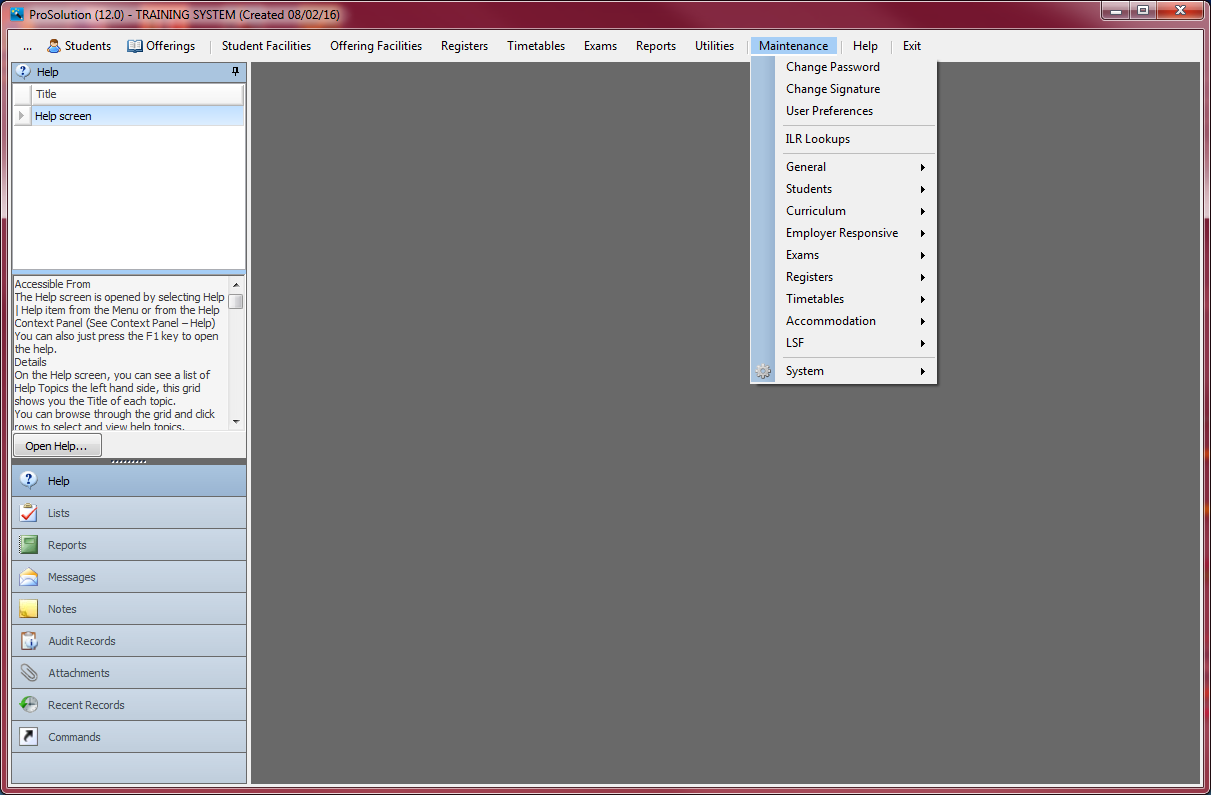 ProSolution (12.0) - TRAINING SYSTEM (Created 08/02/16)
... Students Offerings Student Facilities Offering Facilities Registers Timetables Exams Reports Utilities Maintenance Help Exit
Help
Title
Help screen
Accessible From
The Help screen is opened by selecting Help
| Help item from the Menu or from the Help
Context Panel (See Context Panel – Help)
You can also just press the F1 key to open
the help.
Details
On the Help screen, you can see a list of
Help Topics the left hand side, this grid
shows you the Title of each topic.
You can browse through the grid and click
rows to select and view help topics.
Open Help...
Help
Lists
Reports
Messages
Notes
Audit Records
Attachments
Recent Records
Commands
Change Password
Change Signature
User Preferences
ILR Lookups
General
Students
Curriculum
Employer Responsive
Exams
Registers
Timetables
Accommodation
LSF
System